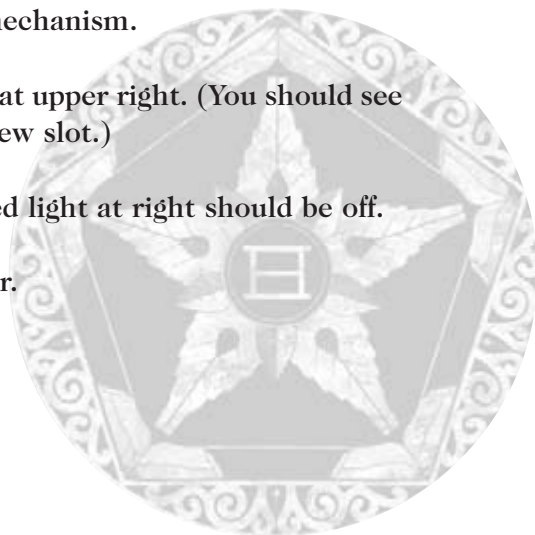 mechanism.
at upper right. (You should see
ew slot.)
ed light at right should be off.
r.